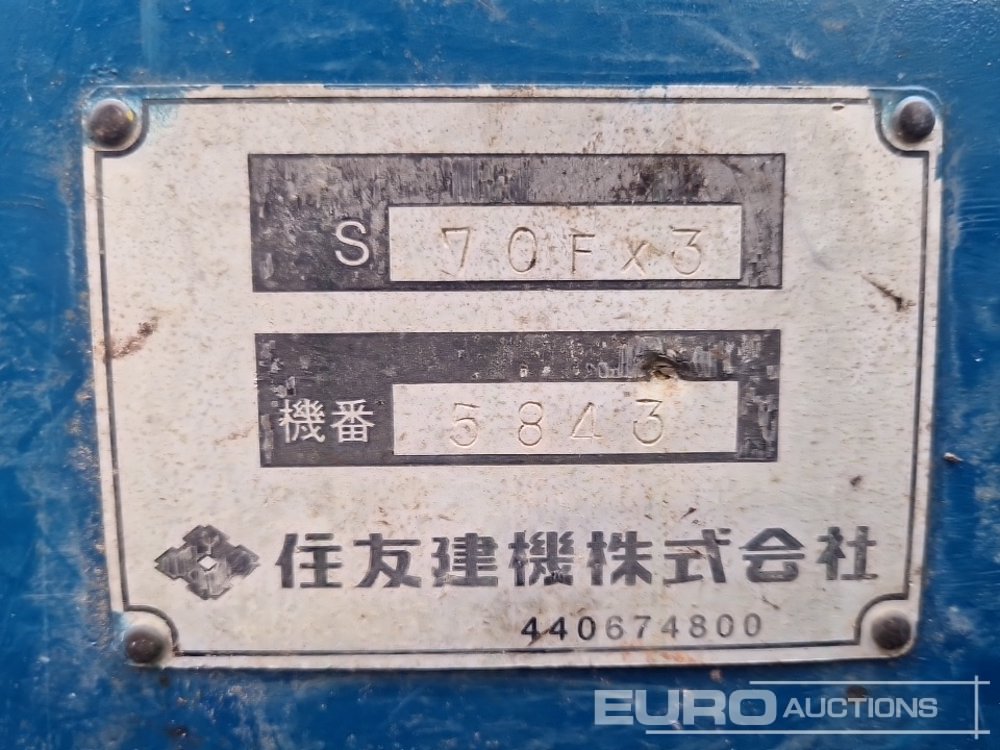 S 70Fx3
機番 5843
住友建機株式会社
440674800
EURO AUCTIONS